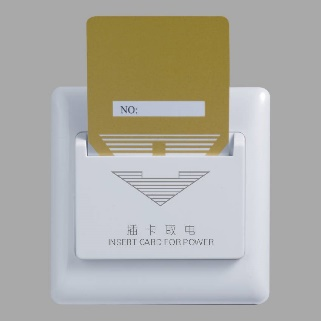 NO:
插卡取电
INSERT CARD FOR POWER